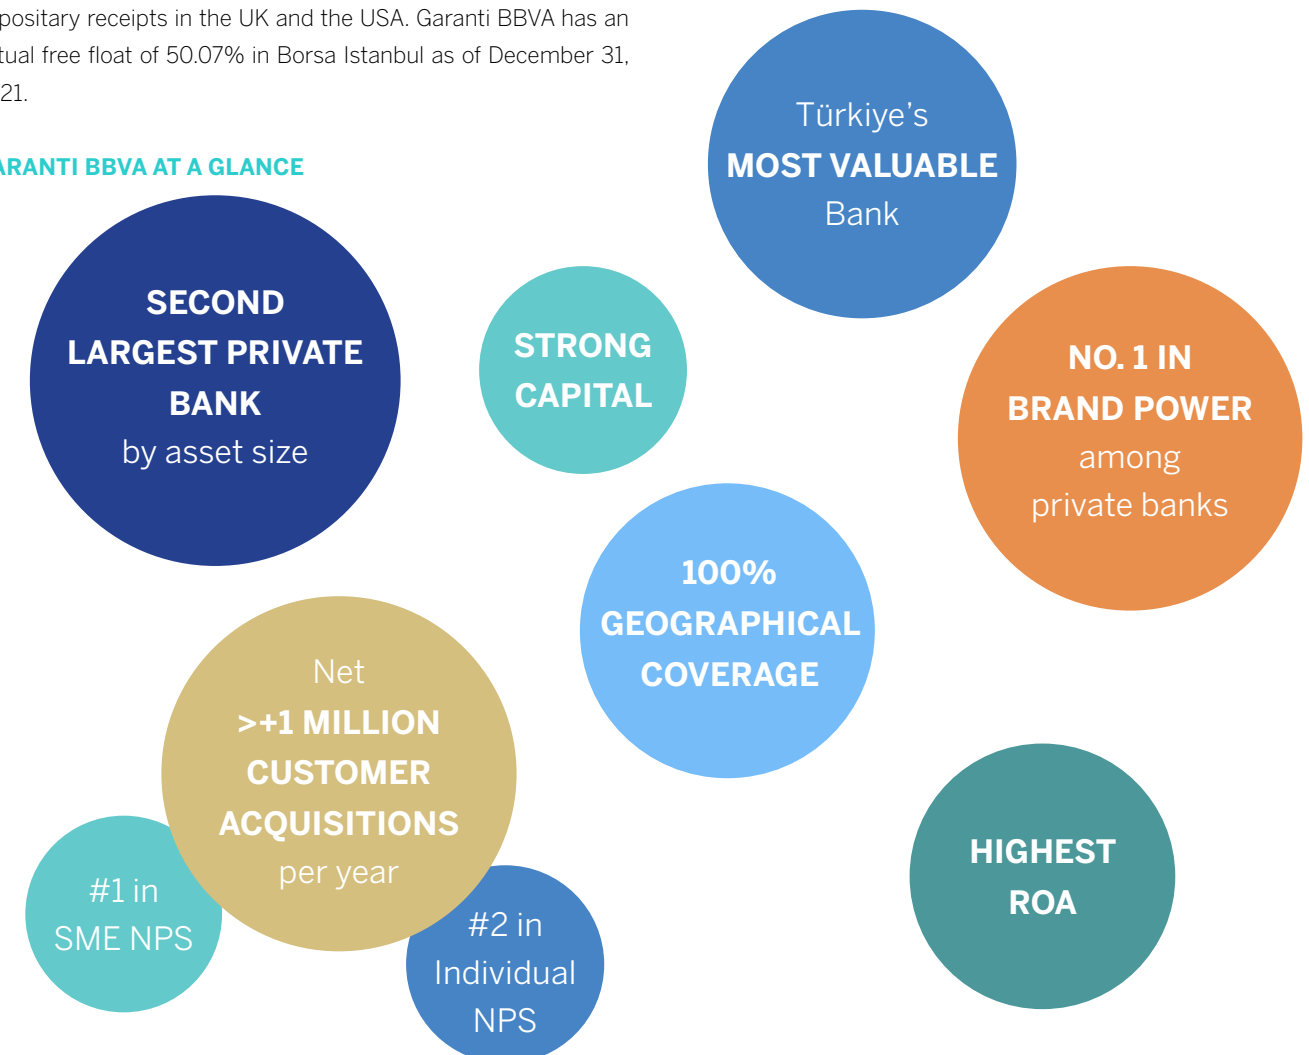 positary receipts in the UK and the USA. Garanti BBVA has an
tual free float of 50.07% in Borsa Istanbul as of December 31,
21.
ARANTI BBVA AT A GLANCE
Türkiye's
MOST VALUABLE
Bank
SECOND
LARGEST PRIVATE
BANK
by asset size
STRONG
CAPITAL
NO. 1 IN
BRAND POWER
among
private banks
100%
GEOGRAPHICAL
COVERAGE
Net
>+1 MILLION
CUSTOMER
ACQUISITIONS
per year
HIGHEST
ROA
#1 in
SME NPS
#2 in
Individual
NPS